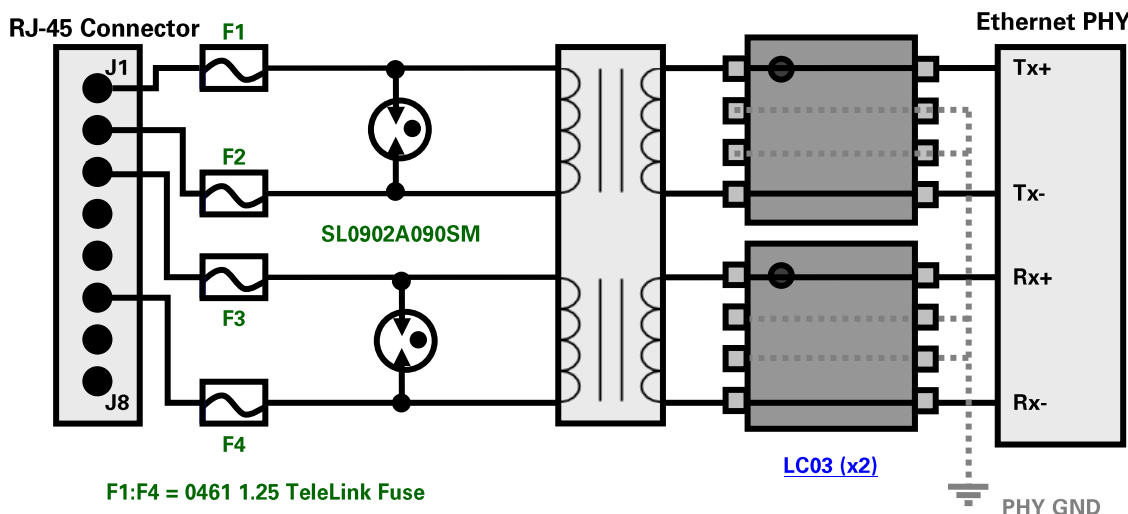 RJ-45 Connector
Ethernet PHY
F1
J1
Tx+
F2
Tx-
SL0902A090SM
Rx+
F3
J8
Rx-
F4
LC03 (x2)
F1:F4 = 0461 1.25 TeleLink Fuse
PHY GND